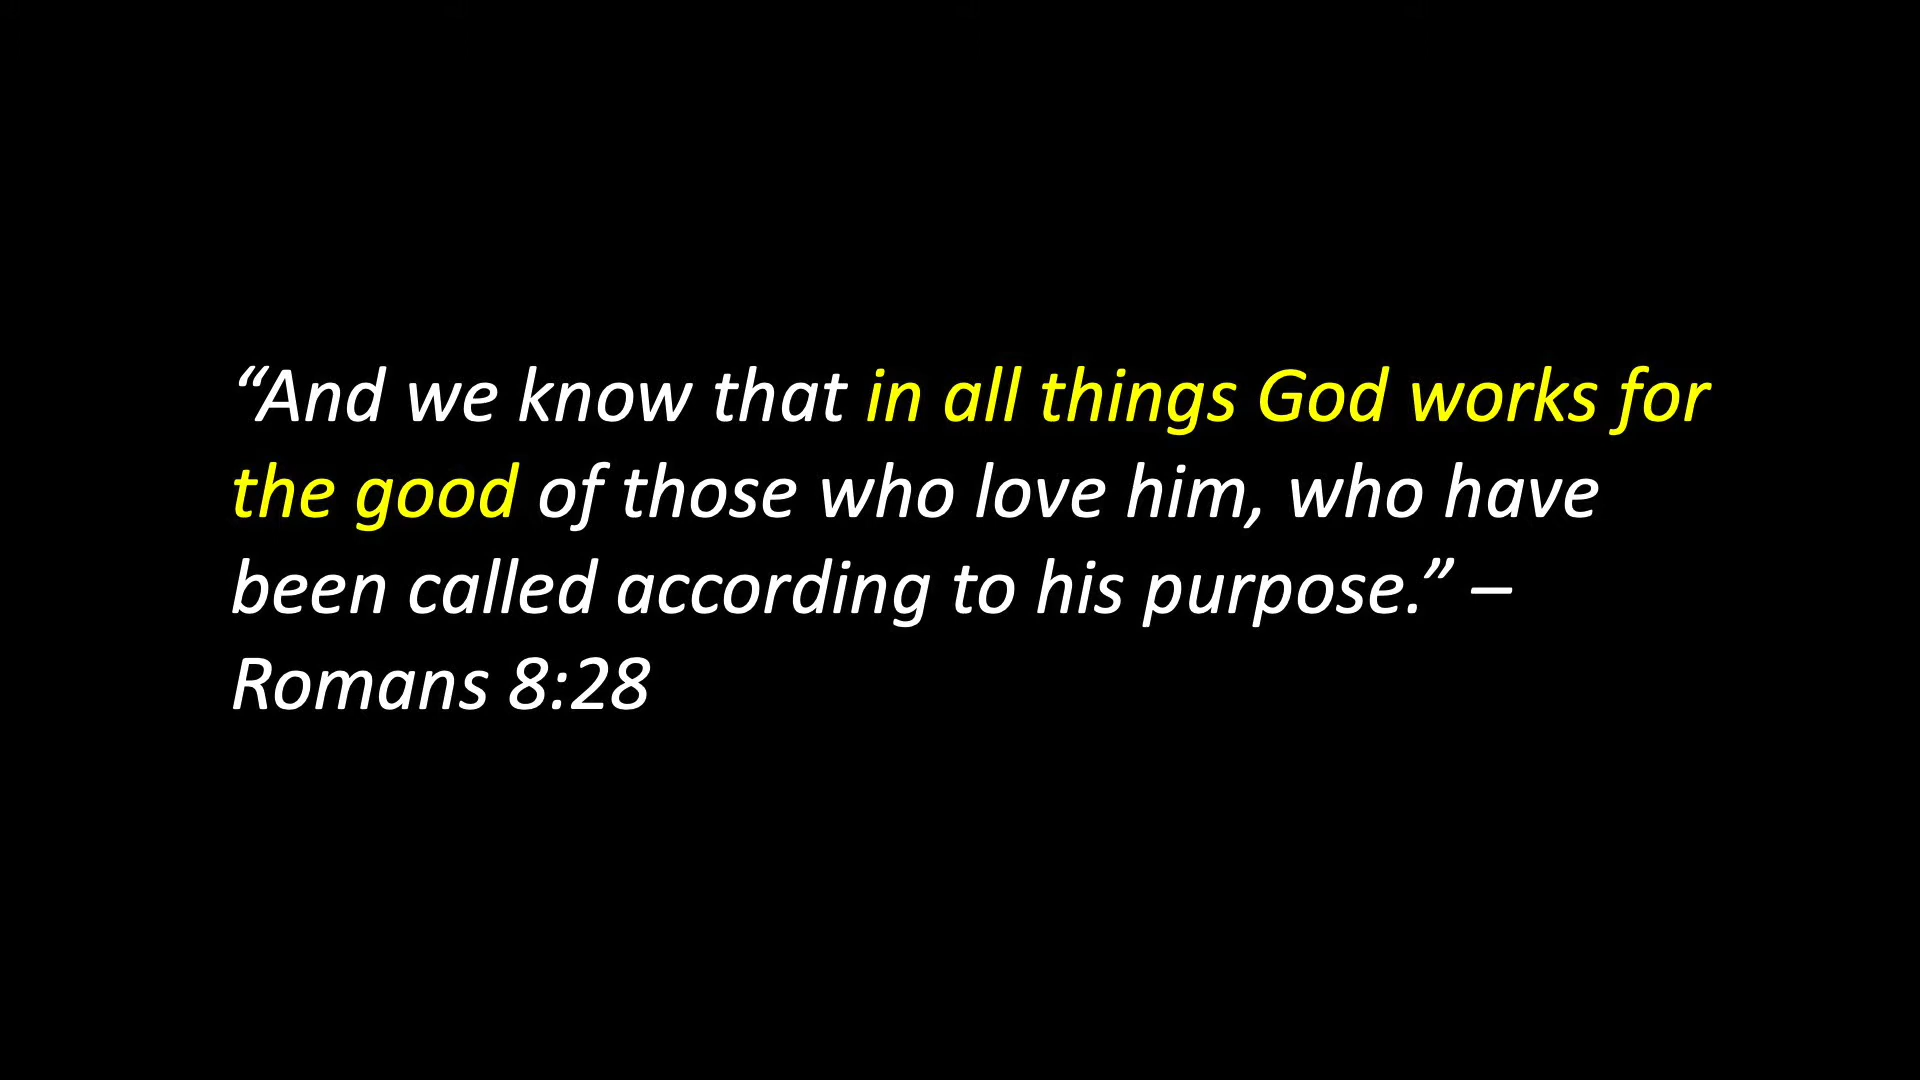 “And we know that in all things God works for
the good of those who love him, who have
been called according to his purpose.” –
Romans 8:28